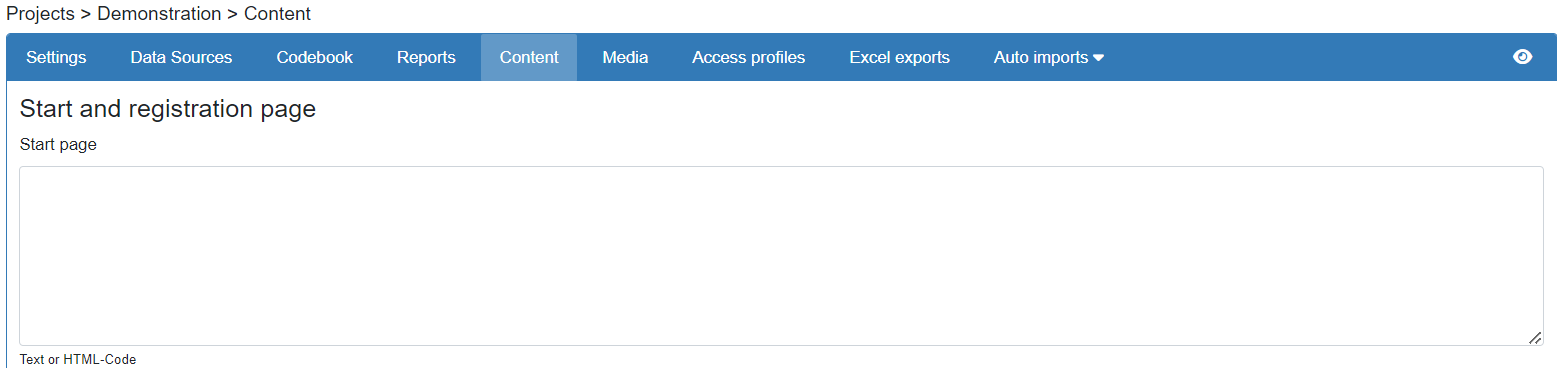 Projects > Demonstration > Content
Settings Data Sources Codebook Reports Content Media Access profiles Excel exports Auto imports
Start and registration page
Start page
Text or HTML-Code